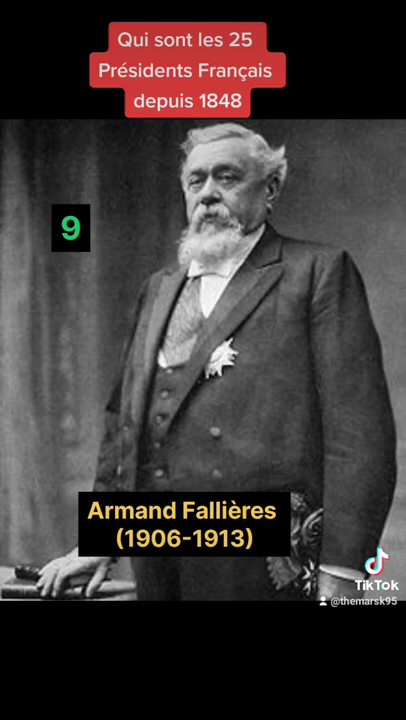 Qui sont les 25
Présidents Français
depuis 1848
9
Armand Fallières
(1906-1913)
TikTok
@themarsk95